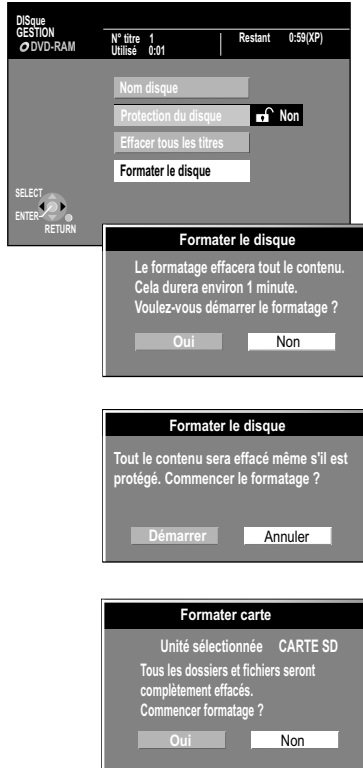 DISque
GESTION
DVD-RAM
N° titre 1
Utilisé 0:01
Restant 0:59(XP)
Nom disque
Protection du disque Non
Effacer tous les titres
Formater le disque
SELECT
ENTER
RETURN
Formater le disque
Le formatage effacera tout le contenu.
Cela durera environ 1 minute.
Voulez-vous démarrer le formatage ?
Oui Non
Formater le disque
Tout le contenu sera effacé même s'il est
protégé. Commencer le formatage ?
Démarrer Annuler
Formater carte
Unité sélectionnée CARTE SD
Tous les dossiers et fichiers seront
complètement effacés.
Commencer formatage ?
Oui Non